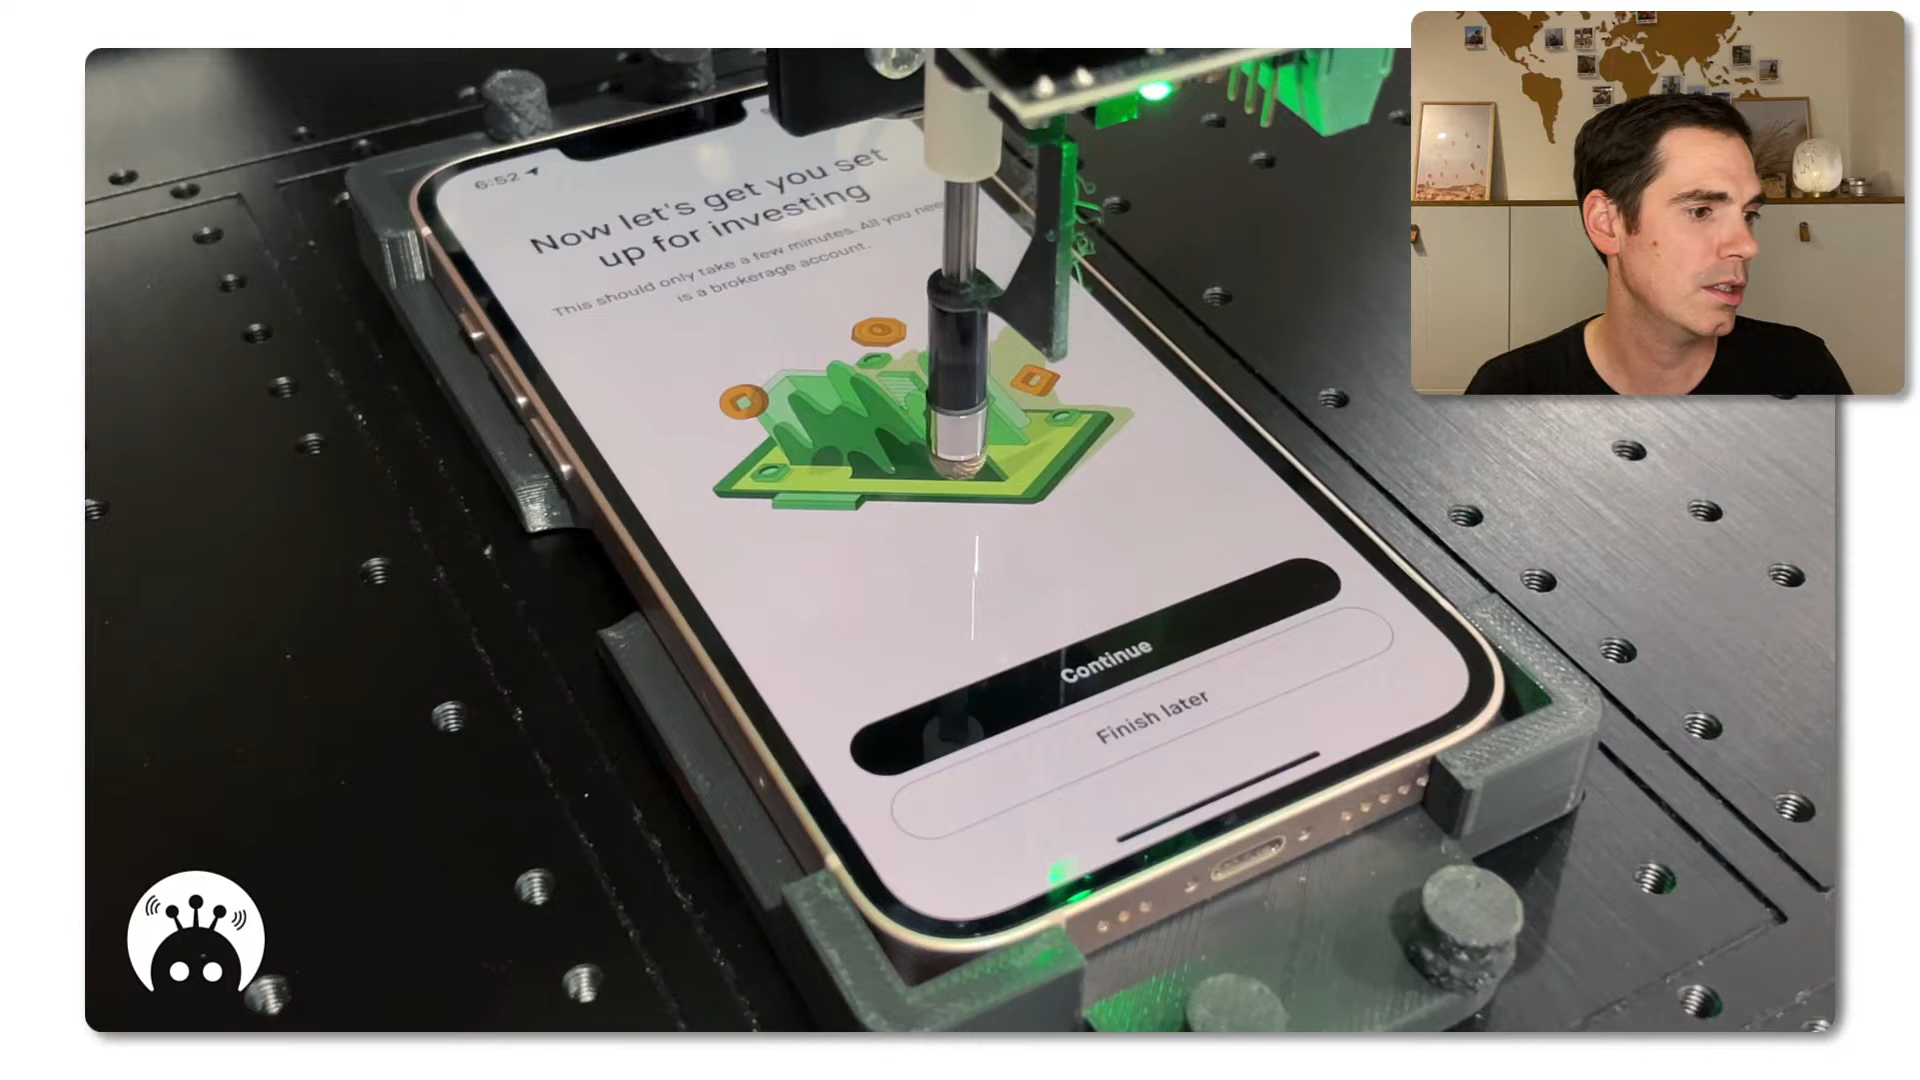 6:52
Now let's get you set
up for investing
This should only take a few minutes. All you need
is a brokerage account.
Continue
Finish later